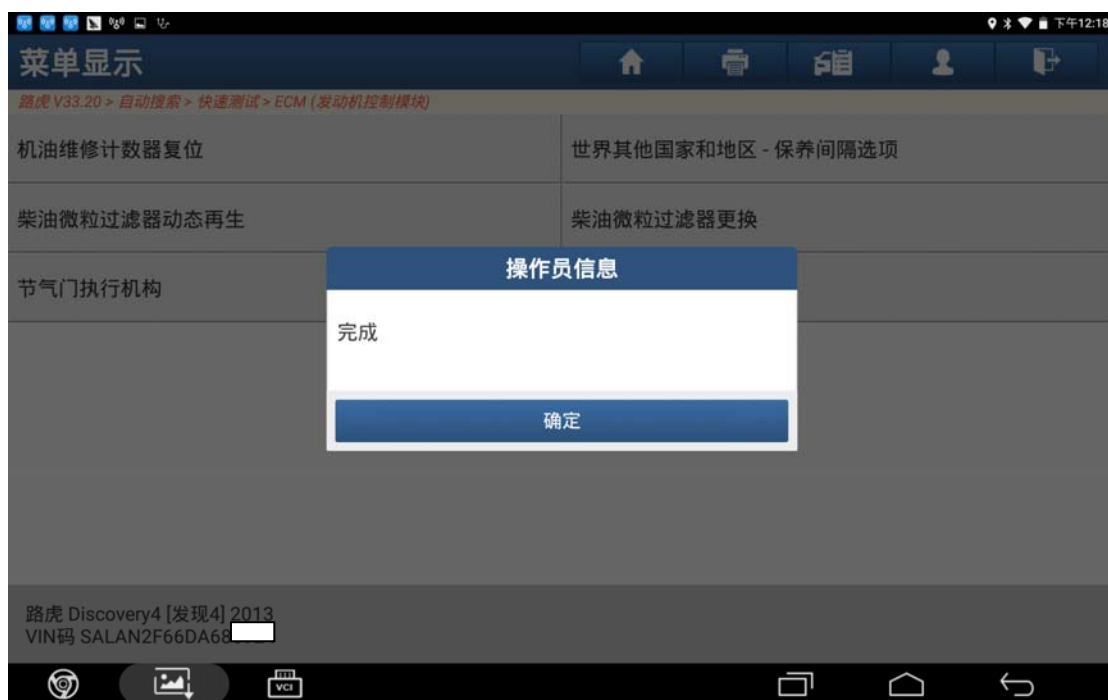 下午12:18
菜单显示
路虎 V33.20 > 自动搜索 > 快速测试 > ECM (发动机控制模块)
机油维修计数器复位
世界其他国家和地区 - 保养间隔选项
柴油微粒过滤器动态再生
柴油微粒过滤器更换
节气门执行机构
操作员信息
完成
确定
路虎 Discovery4 [发现4] 2013
VIN码 SALAN2F66DA68
VCI